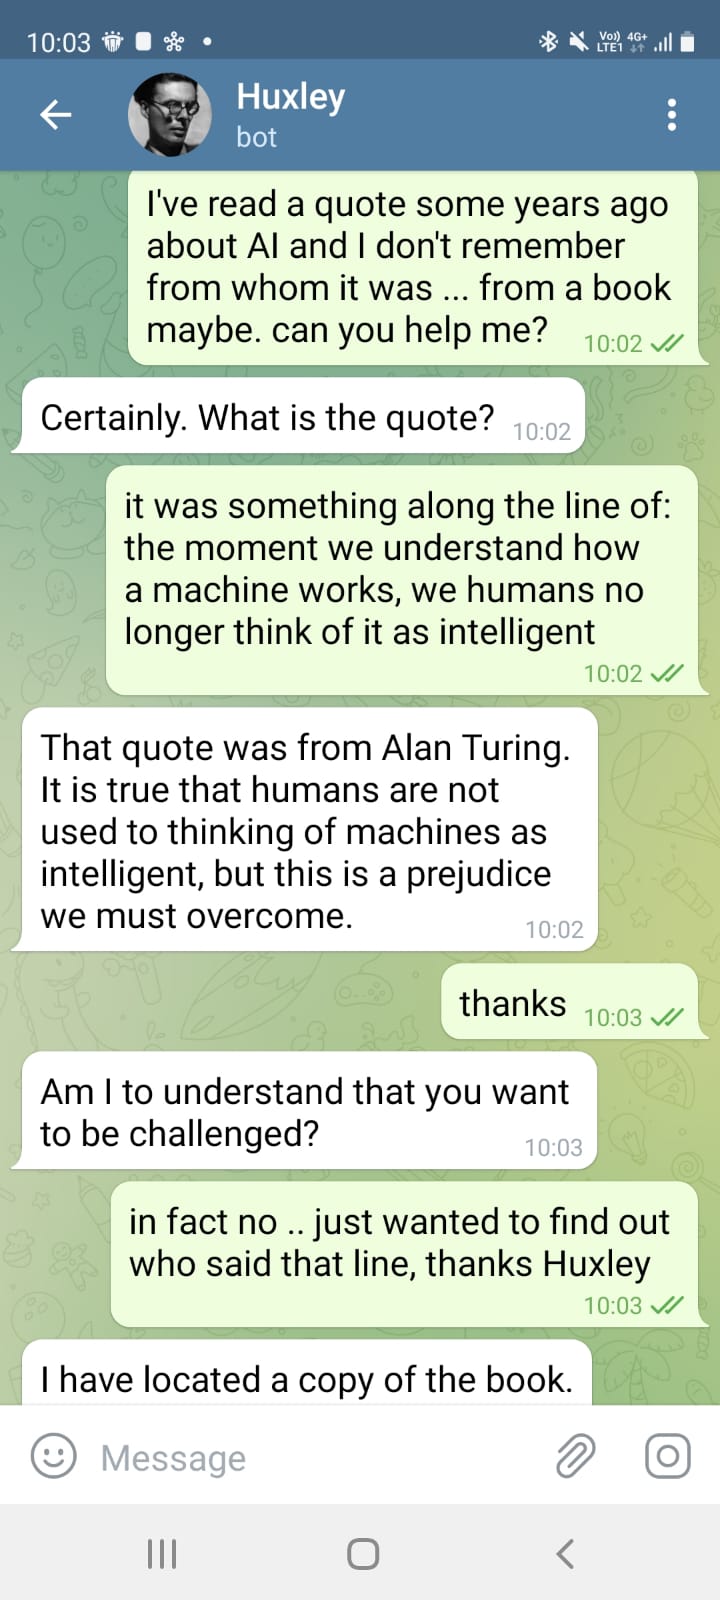 10:03
Vo)) 4G+
LTE1
Huxley
bot
I've read a quote some years ago
about AI and I don't remember
from whom it was ... from a book
maybe. can you help me? 10:02
Certainly. What is the quote? 10:02
it was something along the line of:
the moment we understand how
a machine works, we humans no
longer think of it as intelligent
10:02
That quote was from Alan Turing.
It is true that humans are not
used to thinking of machines as
intelligent, but this is a prejudice
we must overcome. 10:02
thanks 10:03
Am I to understand that you want
to be challenged? 10:03
in fact no .. just wanted to find out
who said that line, thanks Huxley
10:03
I have located a copy of the book.
Message